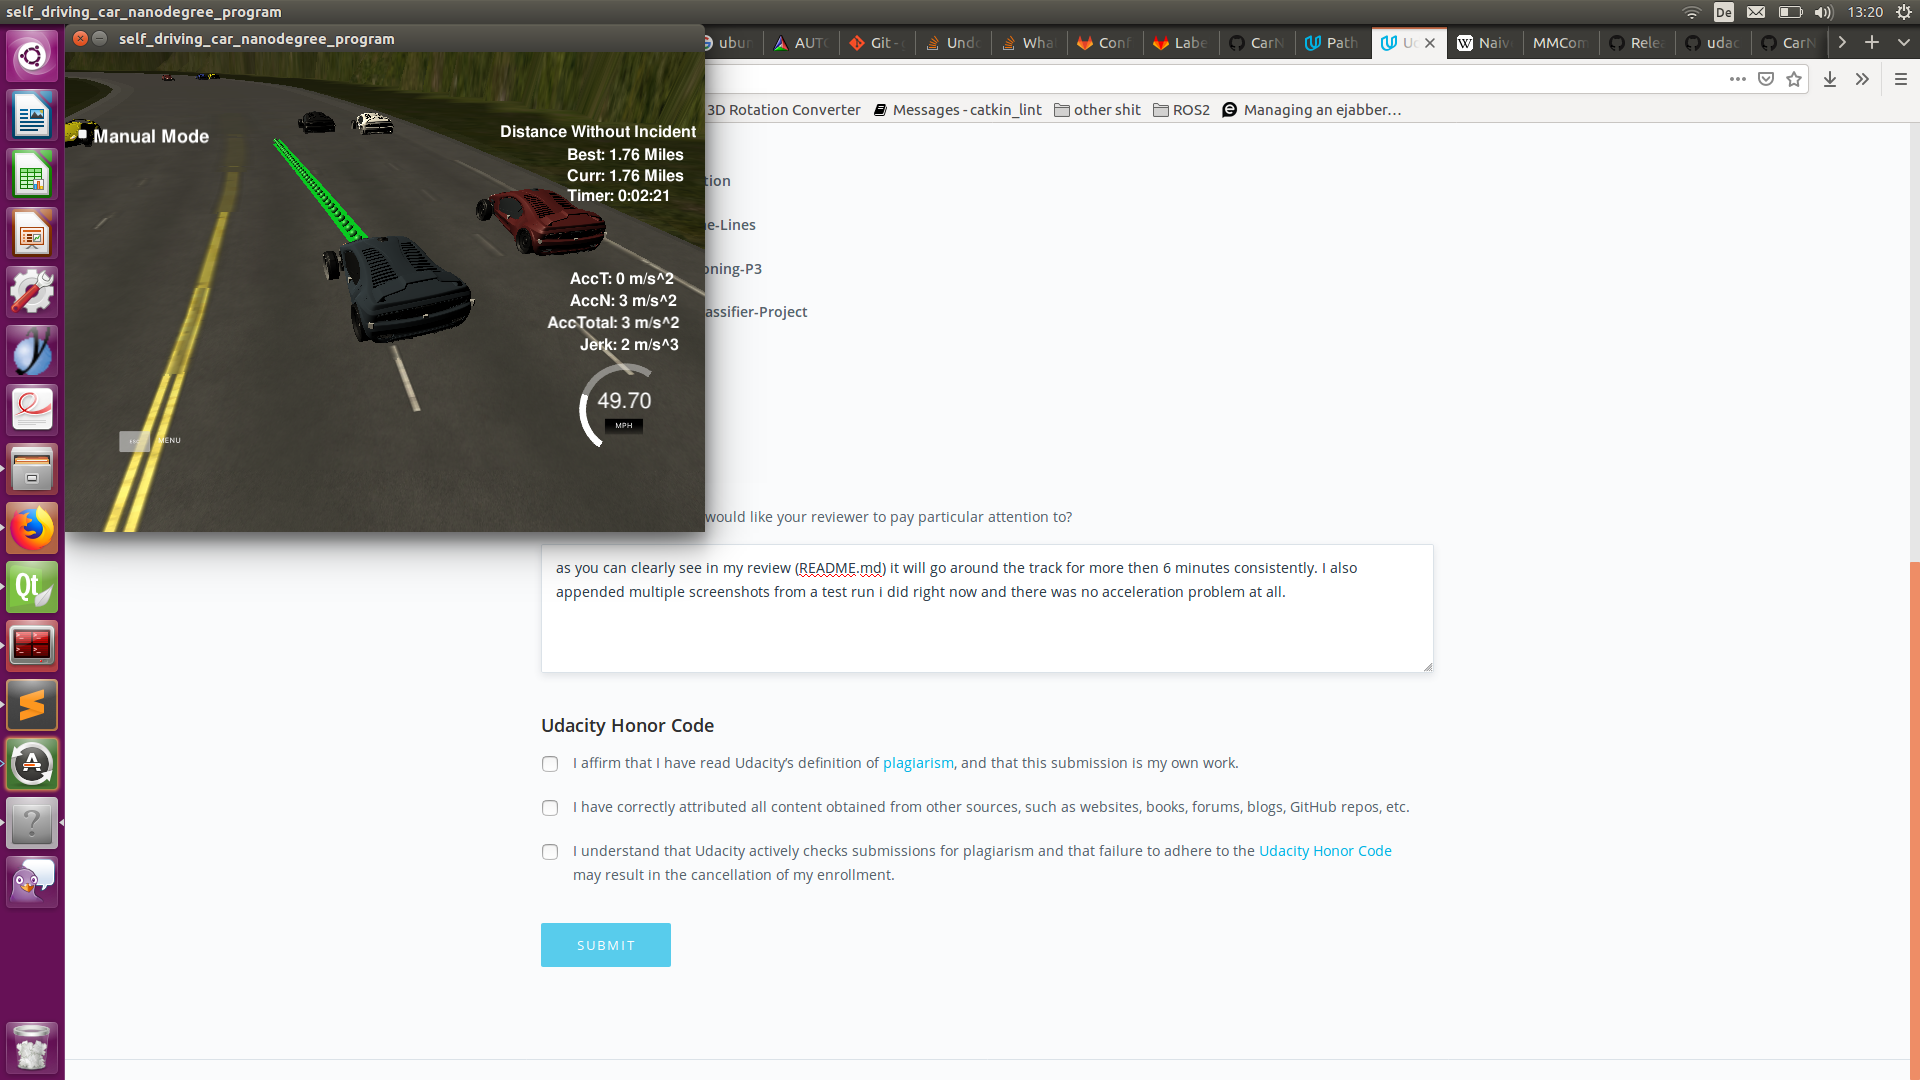 self_driving_car_nanodegree_program
De
13:20
self_driving_car_nanodegree_program
ubun
AUTO
Git -
Undo
What
Conf
Labe
CarN
Path
Naiv
MMCom
Rele
udac
CarN
3D Rotation Converter
Messages - catkin_lint
other shit
ROS2
Managing an ejabber…
Manual Mode
Distance Without Incident
Best: 1.76 Miles
Curr: 1.76 Miles
Timer: 0:02:21
AccT: 0 m/s^2
AccN: 3 m/s^2
AccTotal: 3 m/s^2
Jerk: 2 m/s^3
49.70
MPH
MENU
tion
e-Lines
oning-P3
assifier-Project
would like your reviewer to pay particular attention to?
as you can clearly see in my review (README.md) it will go around the track for more then 6 minutes consistently. I also
appended multiple screenshots from a test run i did right now and there was no acceleration problem at all.
Udacity Honor Code
I affirm that I have read Udacity’s definition of plagiarism, and that this submission is my own work.
I have correctly attributed all content obtained from other sources, such as websites, books, forums, blogs, GitHub repos, etc.
I understand that Udacity actively checks submissions for plagiarism and that failure to adhere to the Udacity Honor Code
may result in the cancellation of my enrollment.
SUBMIT